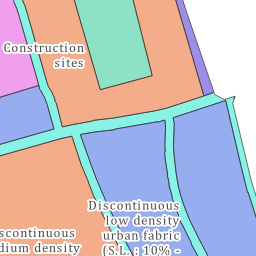 Construction
sites
Discontinuous
low density
urban fabric
(S.L. : 10% -
scontinuous
dium density